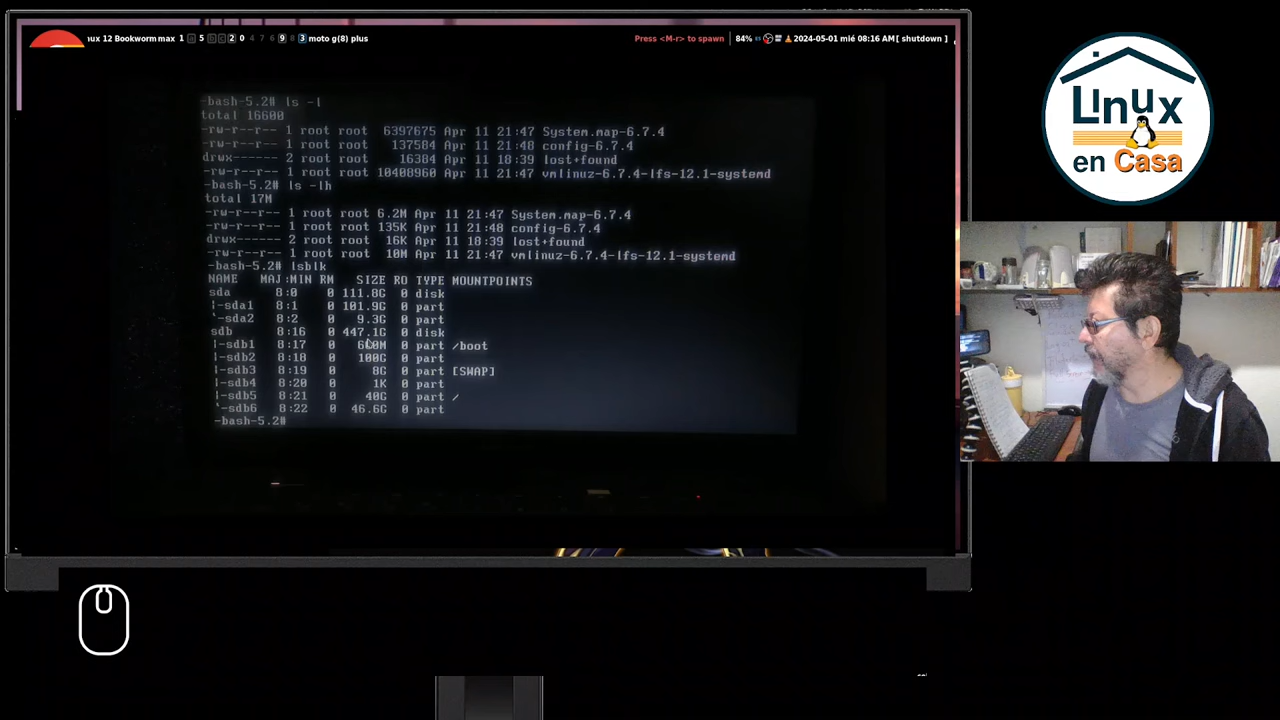 ux 12 Bookworm max 1 5 2 0 4 7 6 9 8 3 moto g(8) plus
Press <M-r> to spawn 84% 2024-05-01 mié 08:16 AM [ shutdown ]
Linux
en Casa
-bash-5.2# ls -l
total 16600
-rw-r--r-- 1 root root 6397675 Apr 11 21:47 System.map-6.7.4
-rw-r--r-- 1 root root 137584 Apr 11 21:48 config-6.7.4
drwx------ 2 root root 16384 Apr 11 18:39 lost+found
-rw-r--r-- 1 root root 10408960 Apr 11 21:47 vmlinuz-6.7.4-lfs-12.1-systemd
-bash-5.2# ls -lh
total 17M
-rw-r--r-- 1 root root 6.2M Apr 11 21:47 System.map-6.7.4
-rw-r--r-- 1 root root 135K Apr 11 21:48 config-6.7.4
drwx------ 2 root root 16K Apr 11 18:39 lost+found
-rw-r--r-- 1 root root 10M Apr 11 21:47 vmlinuz-6.7.4-lfs-12.1-systemd
-bash-5.2# lsblk
NAME MAJ:MIN RM SIZE RO TYPE MOUNTPOINTS
sda 8:0 0 111.8G 0 disk
|-sda1 8:1 0 101.9G 0 part
`-sda2 8:2 0 9.3G 0 part
sdb 8:16 0 447.1G 0 disk
|-sdb1 8:17 0 0 part /boot
|-sdb2 8:18 0 100G 0 part
|-sdb3 8:19 0 8G 0 part [SWAP]
|-sdb4 8:20 0 1K 0 part
|-sdb5 8:21 0 40G 0 part /
`-sdb6 8:22 0 46.6G 0 part
-bash-5.2#